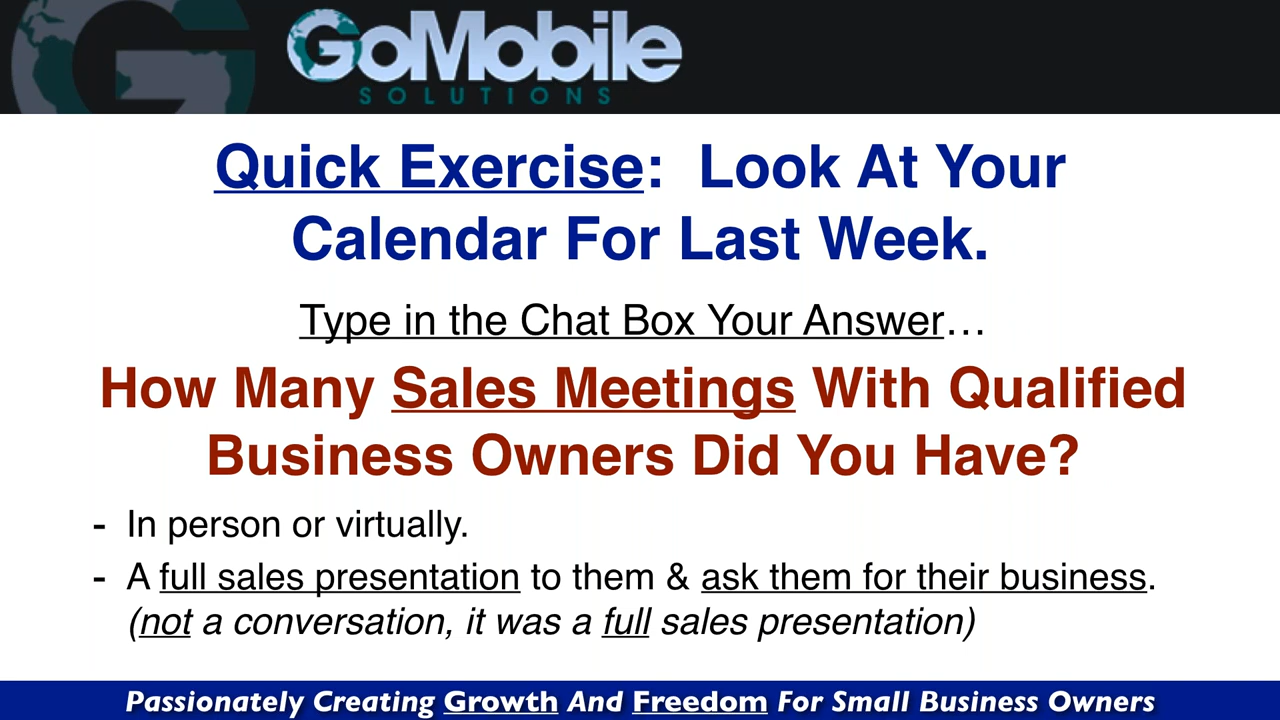 GoMobile
SOLUTIONS
Quick Exercise: Look At Your
Calendar For Last Week.
Type in the Chat Box Your Answer…
How Many Sales Meetings With Qualified
Business Owners Did You Have?
- In person or virtually.
- A full sales presentation to them & ask them for their business.
(not a conversation, it was a full sales presentation)
Passionately Creating Growth And Freedom For Small Business Owners